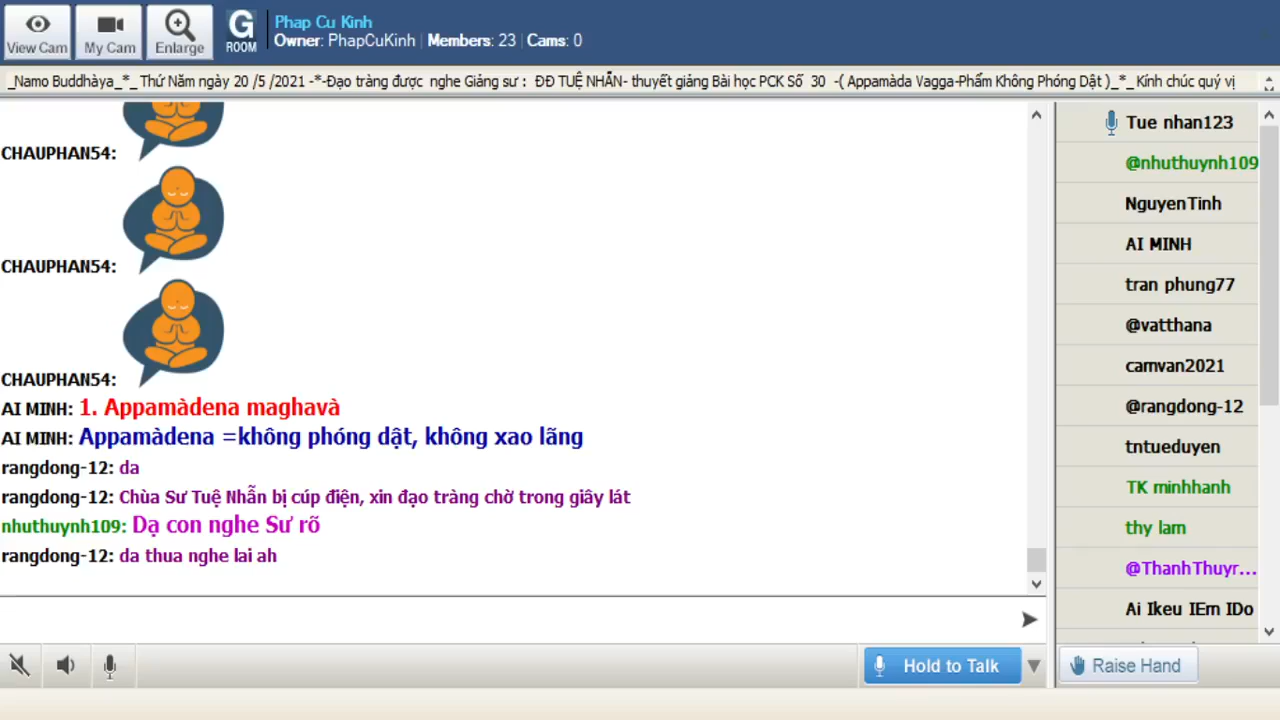 View Cam
My Cam
Enlarge
G
ROOM
Phap Cu Kinh
Owner: PhapCuKinh | Members: 23 | Cams: 0
_Namo Buddhàya_*_ Thứ Năm ngày 20 /5 /2021 -*-Đạo tràng được nghe Giảng sư : ĐĐ TUỆ NHẪN- thuyết giảng Bài học PCK Số 30 -( Appamàda Vagga-Phẩm Không Phóng Dật )_*_ Kính chúc quý vị
CHAUPHAN54:
CHAUPHAN54:
CHAUPHAN54:
AI MINH: 1. Appamàdena maghavà
AI MINH: Appamàdena =không phóng dật, không xao lãng
rangdong-12: da
rangdong-12: Chùa Sư Tuệ Nhẫn bị cúp điện, xin đạo tràng chờ trong giây lát
nhuthuynh109: Dạ con nghe Sư rõ
rangdong-12: da thua nghe lai ah
Hold to Talk
Tue nhan123
@nhuthuynh109
NguyenTinh
AI MINH
tran phung77
@vatthana
camvan2021
@rangdong-12
tntueduyen
TK minhhanh
thy lam
@ThanhThuyr...
Ai Ikeu IEm IDo
Raise Hand